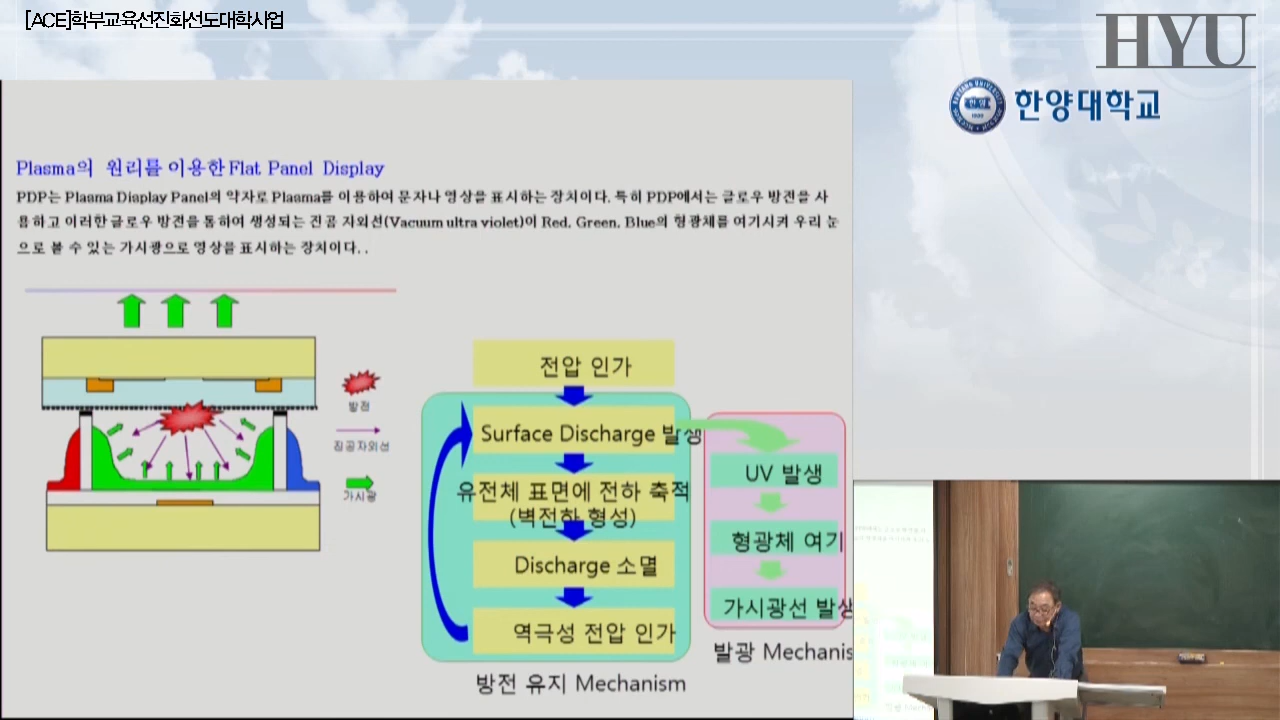 [ACE]학부교육선진화선도대학사업
HYU
한양대학교
Plasma의 원리를 이용한 Flat Panel Display
PDP는 Plasma Display Panel의 약자로 Plasma를 이용하여 문자나 영상을 표시하는 장치이다. 특히 PDP에서는 글로우 방전을 사
용하고 이러한 글로우 방전을 통하여 생성되는 진공 자외선(Vacuum ultra violet)이 Red, Green, Blue의 형광체를 여기시켜 우리 눈
으로 볼 수 있는 가시광으로 영상을 표시하는 장치이다. .
방전
진공자외선
가시광
전압 인가
Surface Discharge 발생
유전체 표면에 전하 축적
(벽전하 형성)
Discharge 소멸
역극성 전압 인가
방전 유지 Mechanism
UV 발생
형광체 여기
가시광선 발생
발광 Mechanis